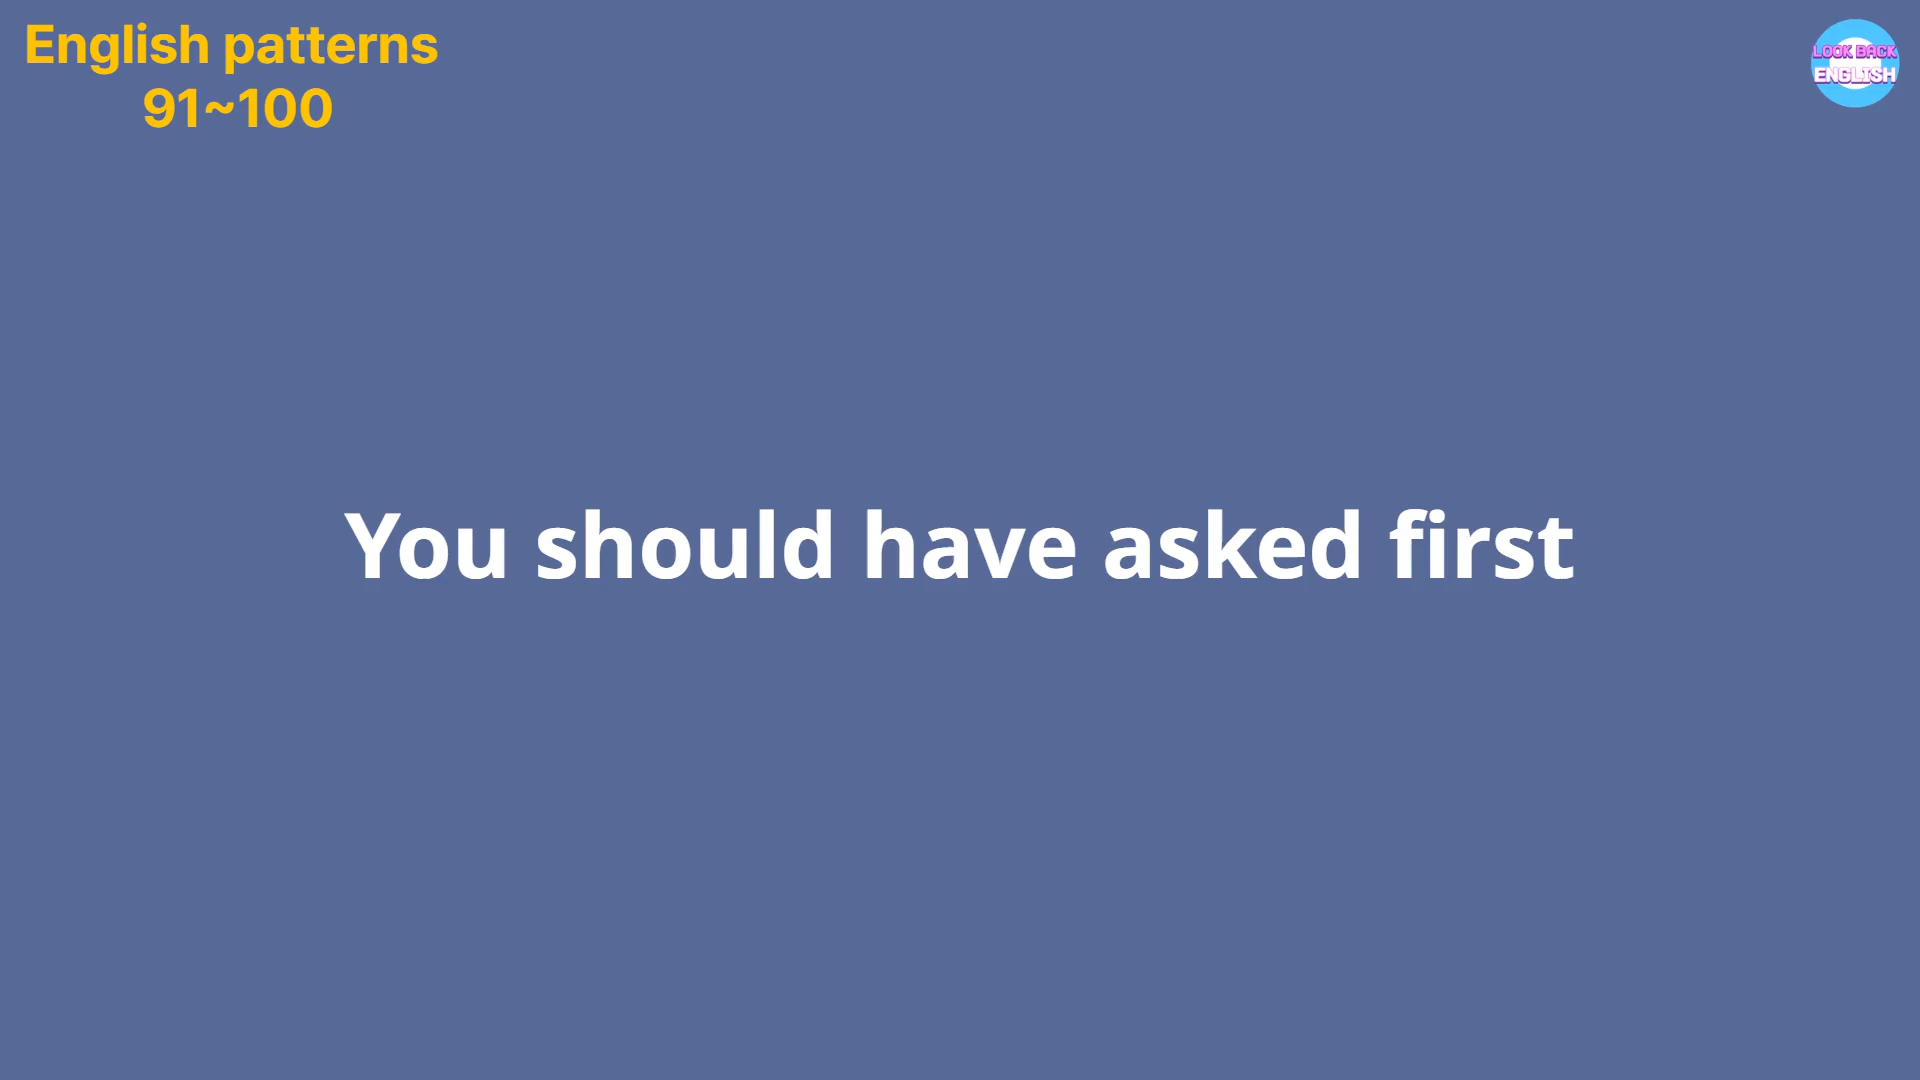 English patterns
91~100
LOOK BACK
ENGLISH
You should have asked first